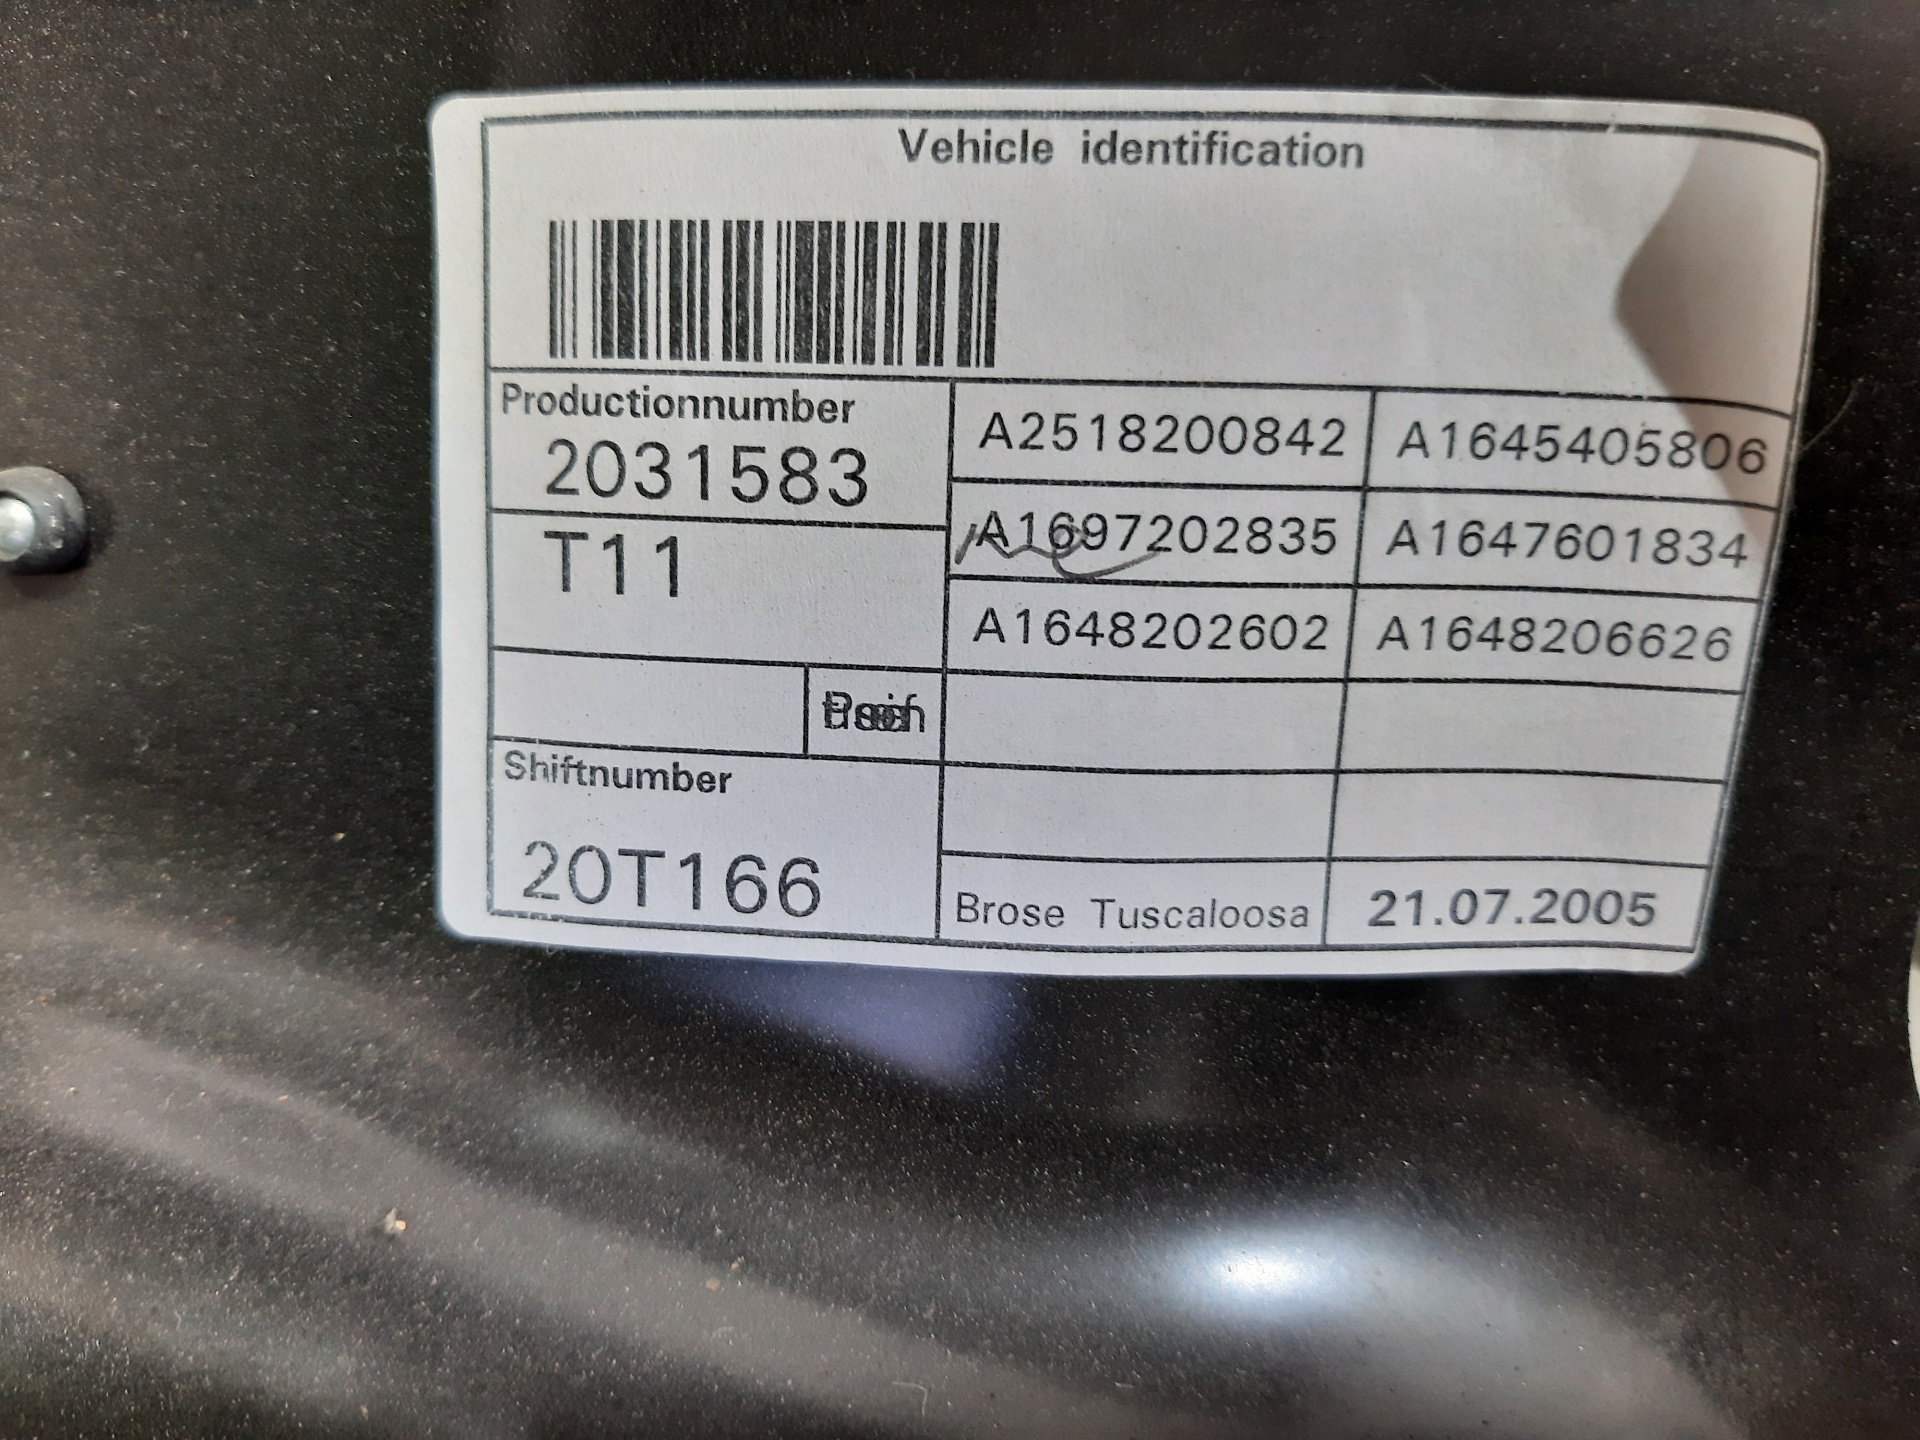 Vehicle identification
Productionnumber
2031583
T11
A2518200842 A1645405806
A1697202835 A1647601834
A1648202602 A1648206626
Shiftnumber
20T166
Brose Tuscaloosa 21.07.2005